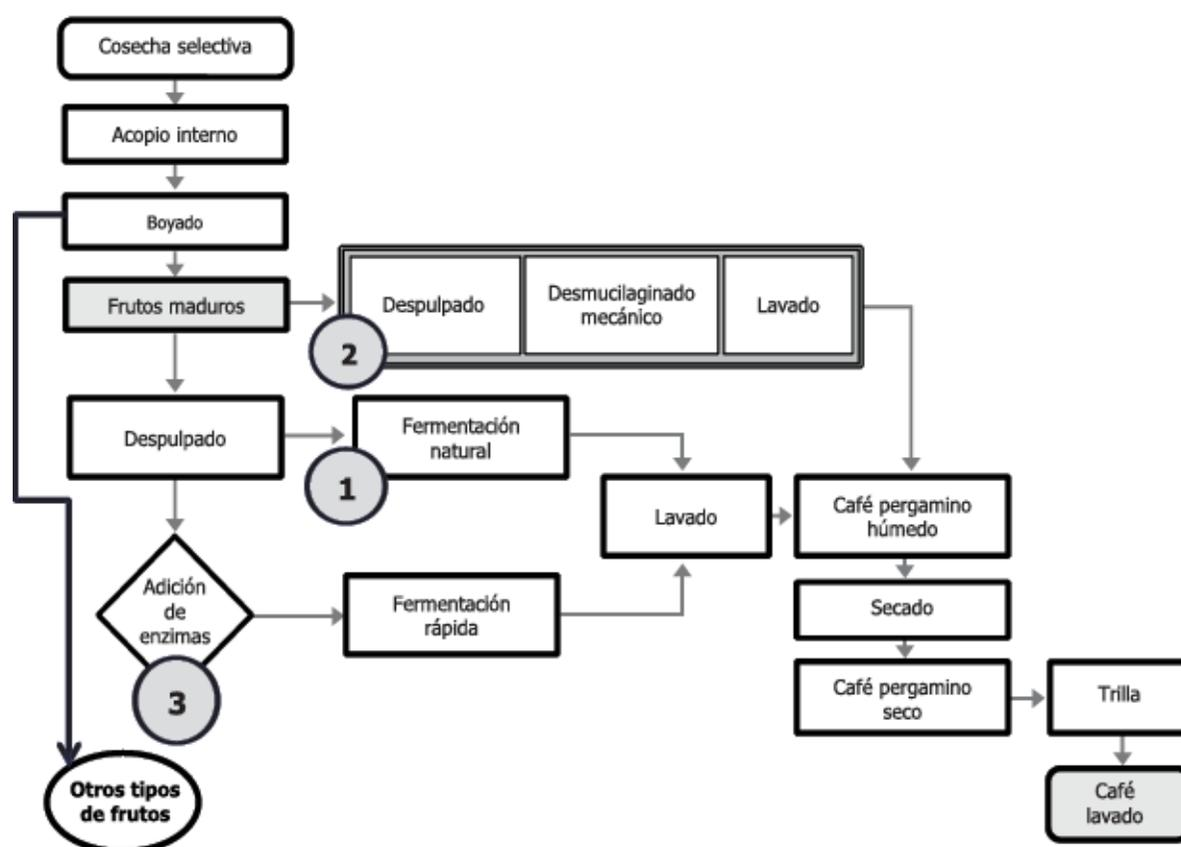 Cosecha selectiva
Acopio interno
Boyado
Frutos maduros
Despulpado
Desmucilaginado
mecánico
Lavado
2
Despulpado
Fermentación
natural
1
Lavado
Café pergamino
húmedo
Adición
de
enzimas
3
Fermentación
rápida
Secado
Café pergamino
seco
Trilla
Otros tipos
de frutos
Café
lavado